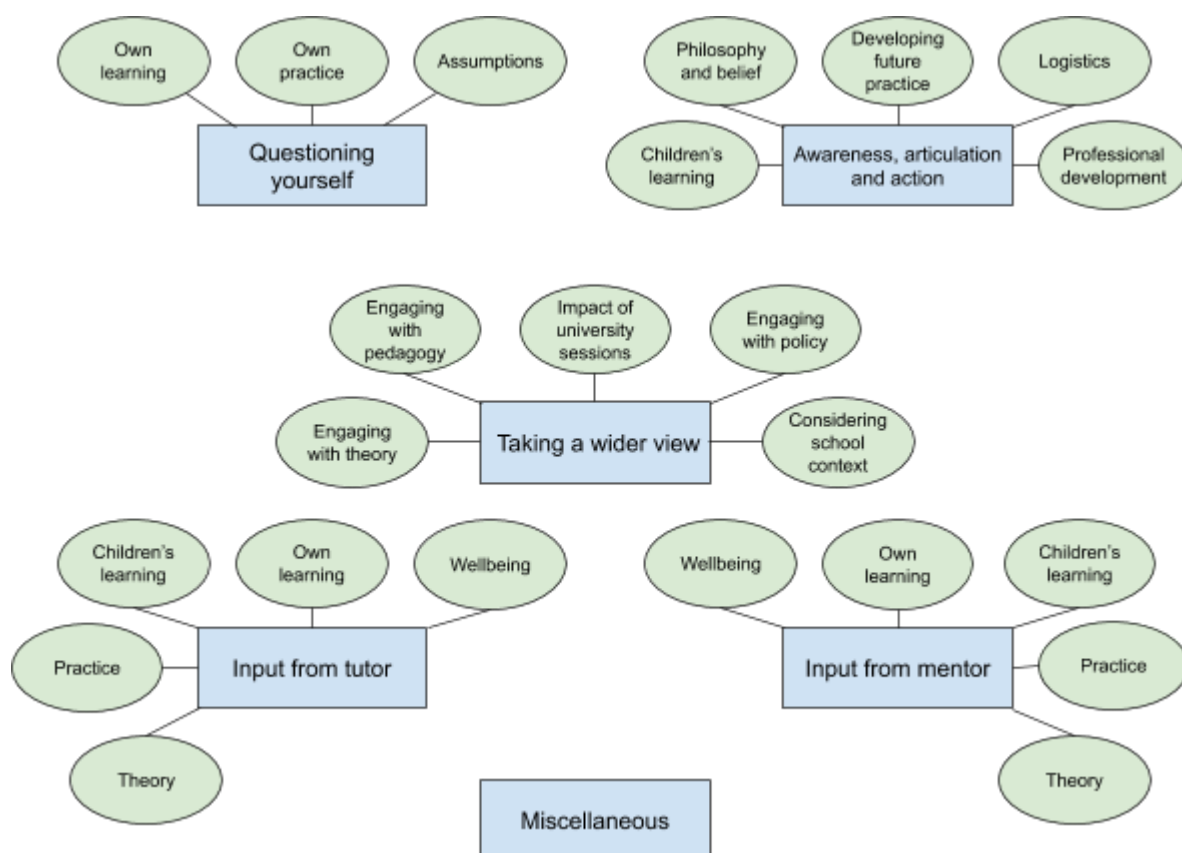 Own
learning
Own
practice
Assumptions
Questioning
yourself
Philosophy
and belief
Developing
future
practice
Logistics
Children's
learning
Awareness, articulation
and action
Professional
development
Engaging
with
pedagogy
Impact of
university
sessions
Engaging
with policy
Engaging
with theory
Taking a wider view
Considering
school
context
Children's
learning
Own
learning
Wellbeing
Practice
Input from tutor
Theory
Wellbeing
Own
learning
Children's
learning
Input from mentor
Practice
Theory
Miscellaneous